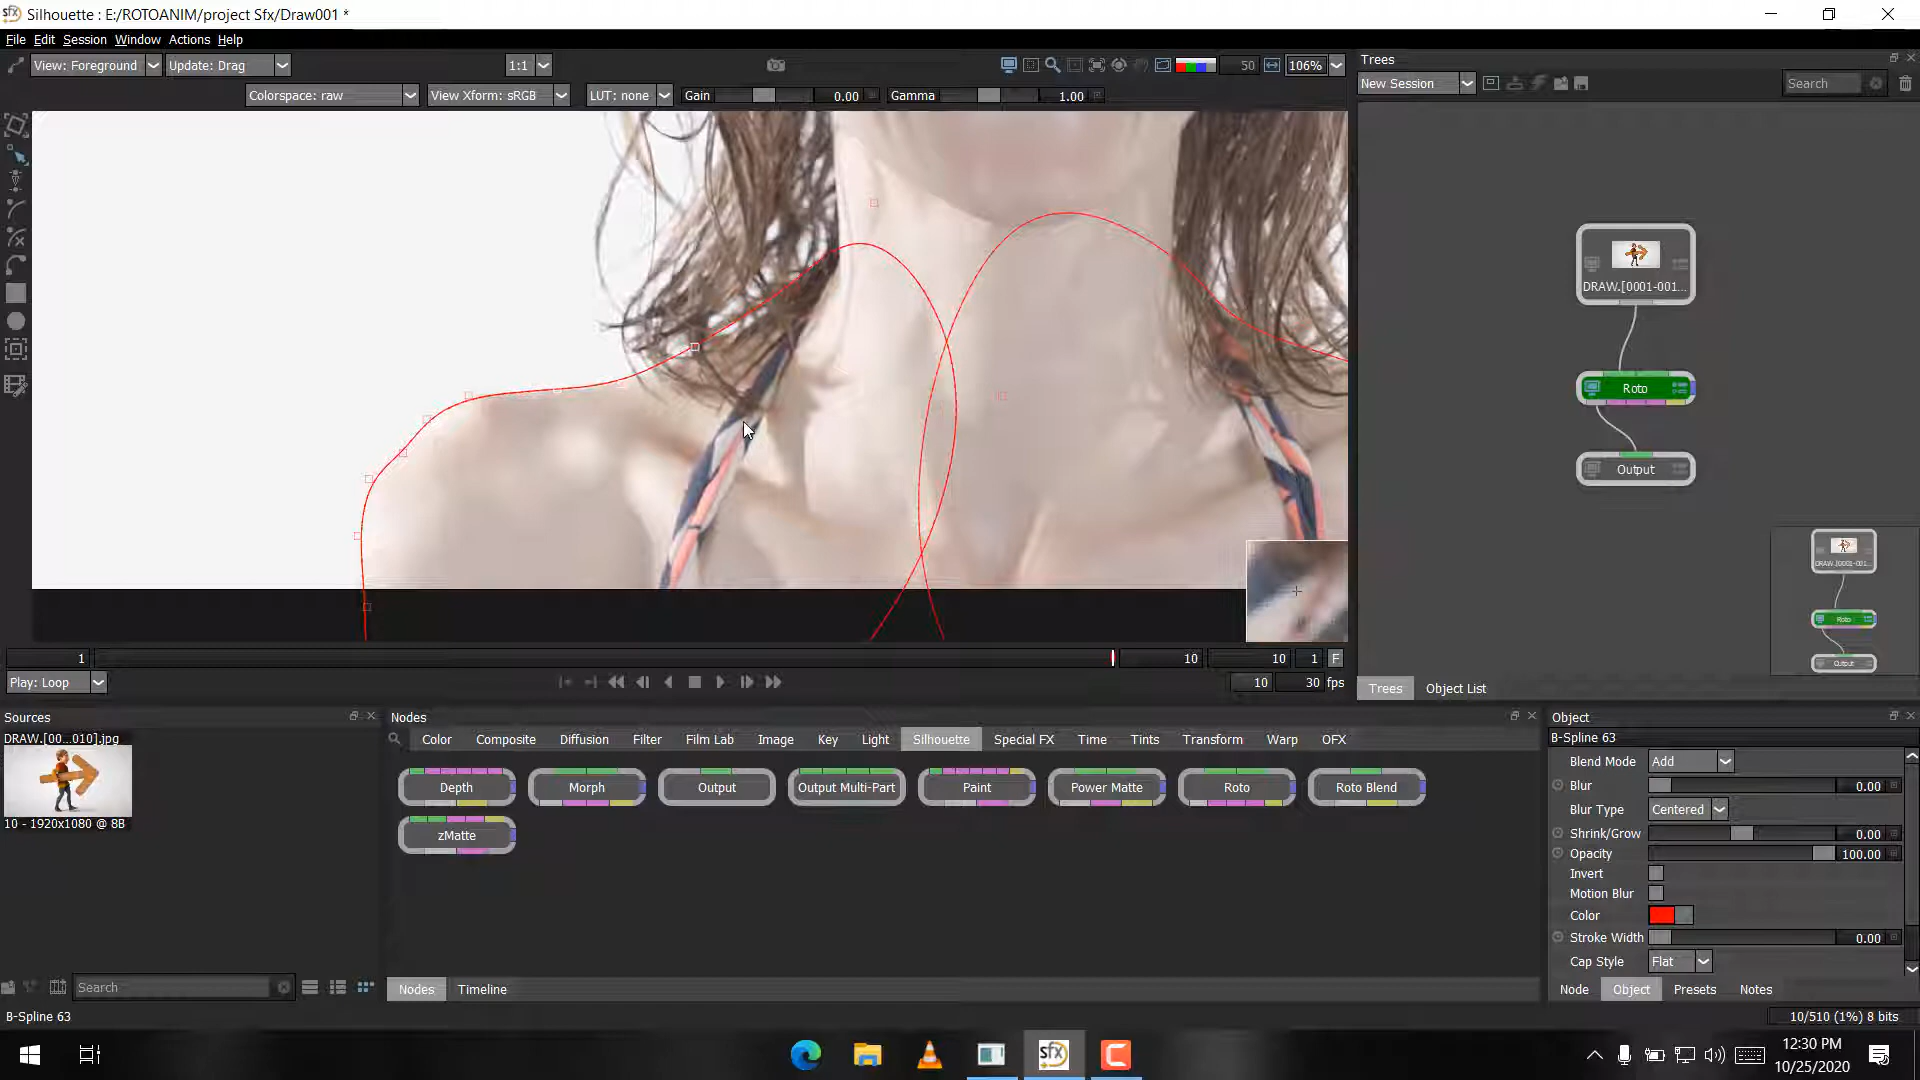 Silhouette : E:/ROTOANIM/project Sfx/Draw001 *
File Edit Session Window Actions Help
View: Foreground Update: Drag 1:1 50 106%
Colorspace: raw View Xform: sRGB LUT: none Gain 0.00 Gamma 1.00
Trees
New Session Search
DRAW.[0001-001...
Roto
Output
DRAW.[0001-001...
Roto
Output
1 10 10 1 F
Play: Loop 10 30 fps
Trees Object List
Sources
DRAW.[00...010].jpg
10 - 1920x1080 @ 8B
Search
Nodes
Color Composite Diffusion Filter Film Lab Image Key Light Silhouette Special FX Time Tints Transform Warp OFX
Depth Morph Output Output Multi-Part Paint Power Matte Roto Roto Blend
zMatte
Nodes Timeline
Object
B-Spline 63
Blend Mode Add
Blur 0.00
Blur Type Centered
Shrink/Grow 0.00
Opacity 100.00
Invert
Motion Blur
Color
Stroke Width 0.00
Cap Style Flat
Node Object Presets Notes
B-Spline 63
10/510 (1%) 8 bits
sfx
12:30 PM
10/25/2020